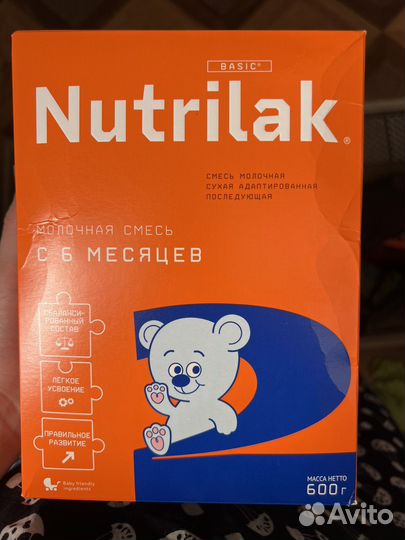 BASIC®
Nutrilak®
СМЕСЬ МОЛОЧНАЯ
СУХАЯ АДАПТИРОВАННАЯ
ПОСЛЕДУЮЩАЯ
МОЛОЧНАЯ СМЕСЬ
С 6 МЕСЯЦЕВ
СБАЛАНСИ-
РОВАННЫЙ
СОСТАВ
ЛЕГКОЕ
УСВОЕНИЕ
ПРАВИЛЬНОЕ
РАЗВИТИЕ
2
Baby friendly
ingredients
МАССА НЕТТО
600 г
Avito